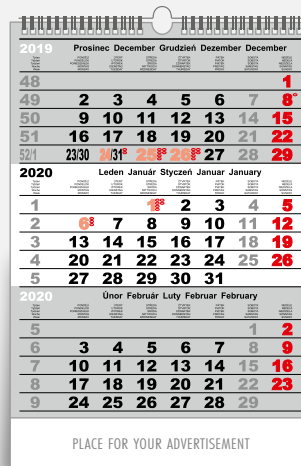 2019 Prosinec December Grudzień Dezember December
48 1
49 2 3 4 5 6 7 8
50 9 10 11 12 13 14 15
51 16 17 18 19 20 21 22
52/1 23/30 24/31 25 26 27 28 29
2020 Leden Január Styczeń Januar January
1 1 2 3 4 5
2 6 7 8 9 10 11 12
3 13 14 15 16 17 18 19
4 20 21 22 23 24 25 26
5 27 28 29 30 31
2020 Únor Február Luty Februar February
5 1 2
6 3 4 5 6 7 8 9
7 10 11 12 13 14 15 16
8 17 18 19 20 21 22 23
9 24 25 26 27 28 29
PLACE FOR YOUR ADVERTISEMENT